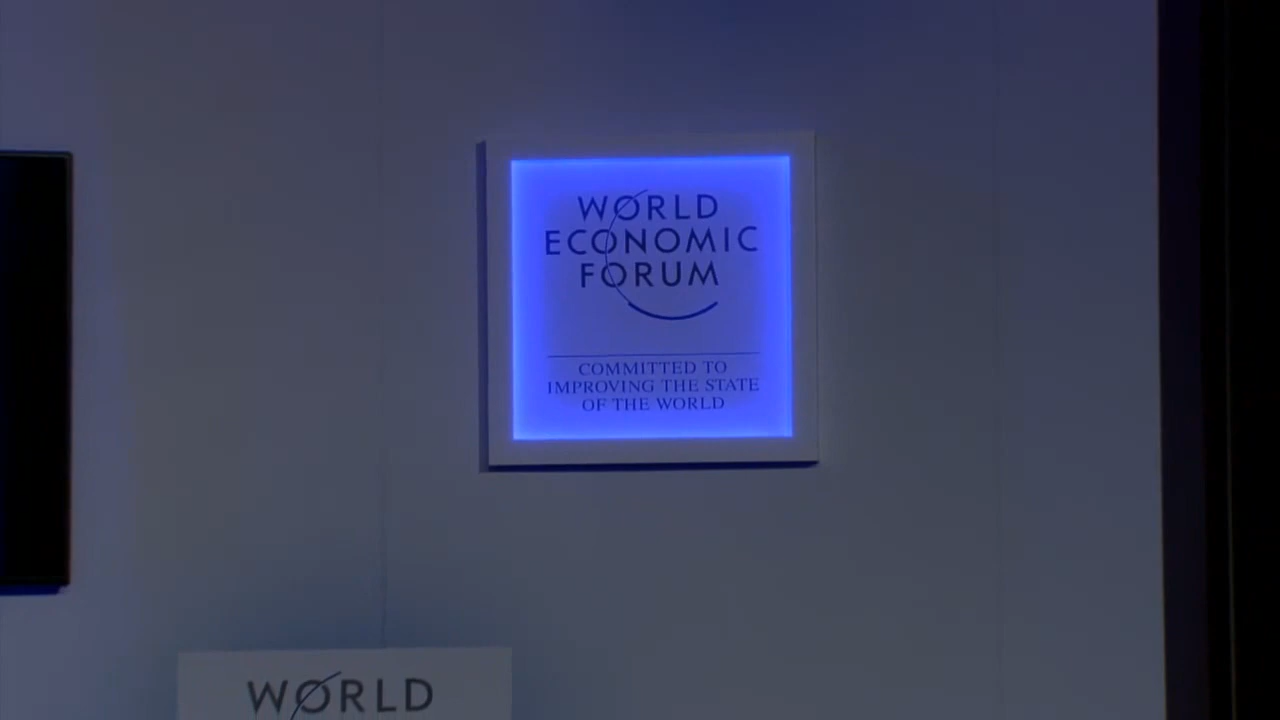 WORLD
ECONOMIC
FORUM
COMMITTED TO
IMPROVING THE STATE
OF THE WORLD
WORLD